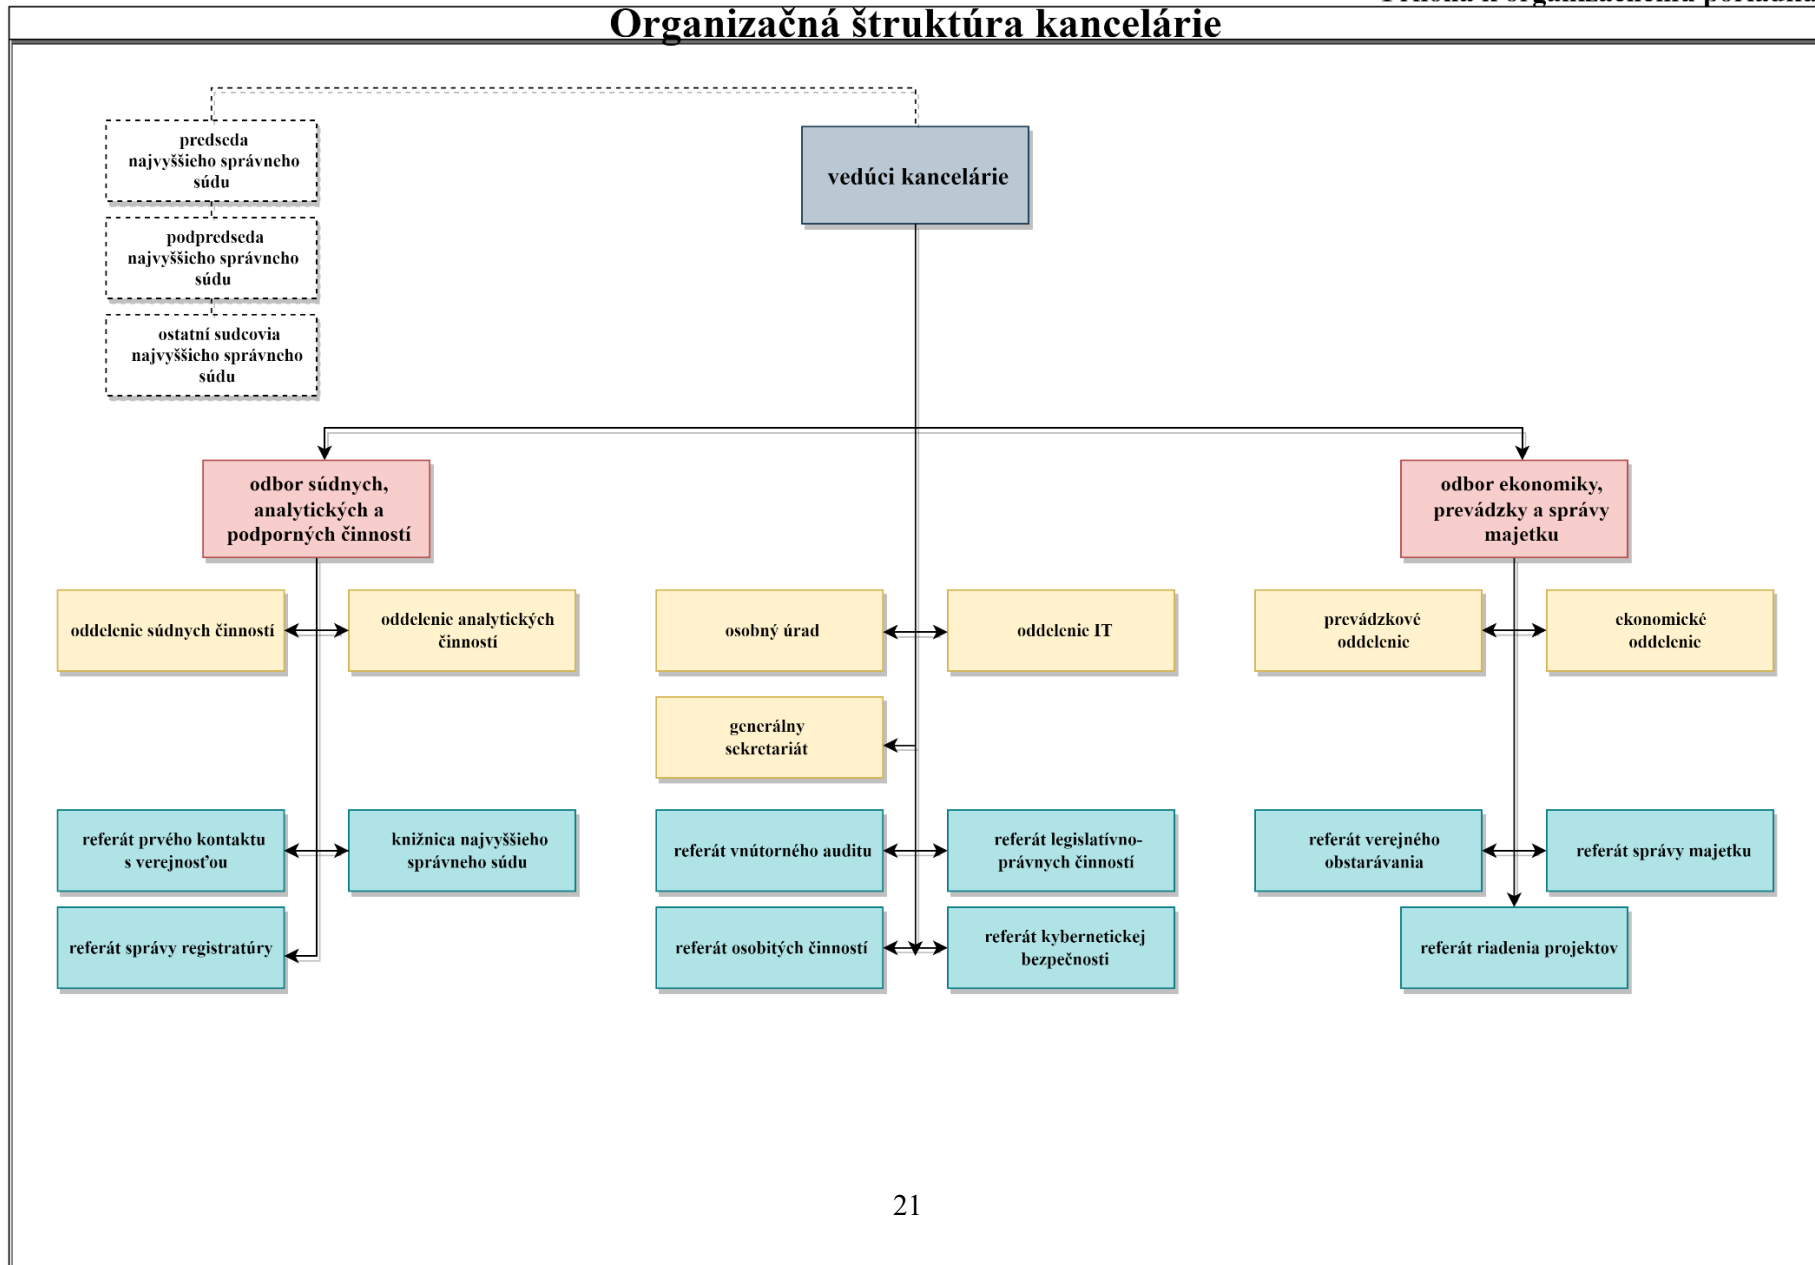 Organizačná štruktúra kancelárie
predseda
najvyššieho správneho
súdu
vedúci kancelárie
podpredseda
najvyššieho správneho
súdu
ostatní sudcovia
najvyššieho správneho
súdu
odbor súdnych,
analytických a
podporných činností
odbor ekonomiky,
prevádzky a správy
majetku
oddelenie súdnych činností
oddelenie analytických
činností
osobný úrad
oddelenie IT
prevádzkové
oddelenie
ekonomické
oddelenie
generálny
sekretariát
referát prvého kontaktu
s verejnosťou
knižnica najvyššieho
správneho súdu
referát vnútorného auditu
referát legislatívno-
právnych činností
referát verejného
obstarávania
referát správy majetku
referát správy registratúry
referát osobitých činností
referát kybernetickej
bezpečnosti
referát riadenia projektov
21